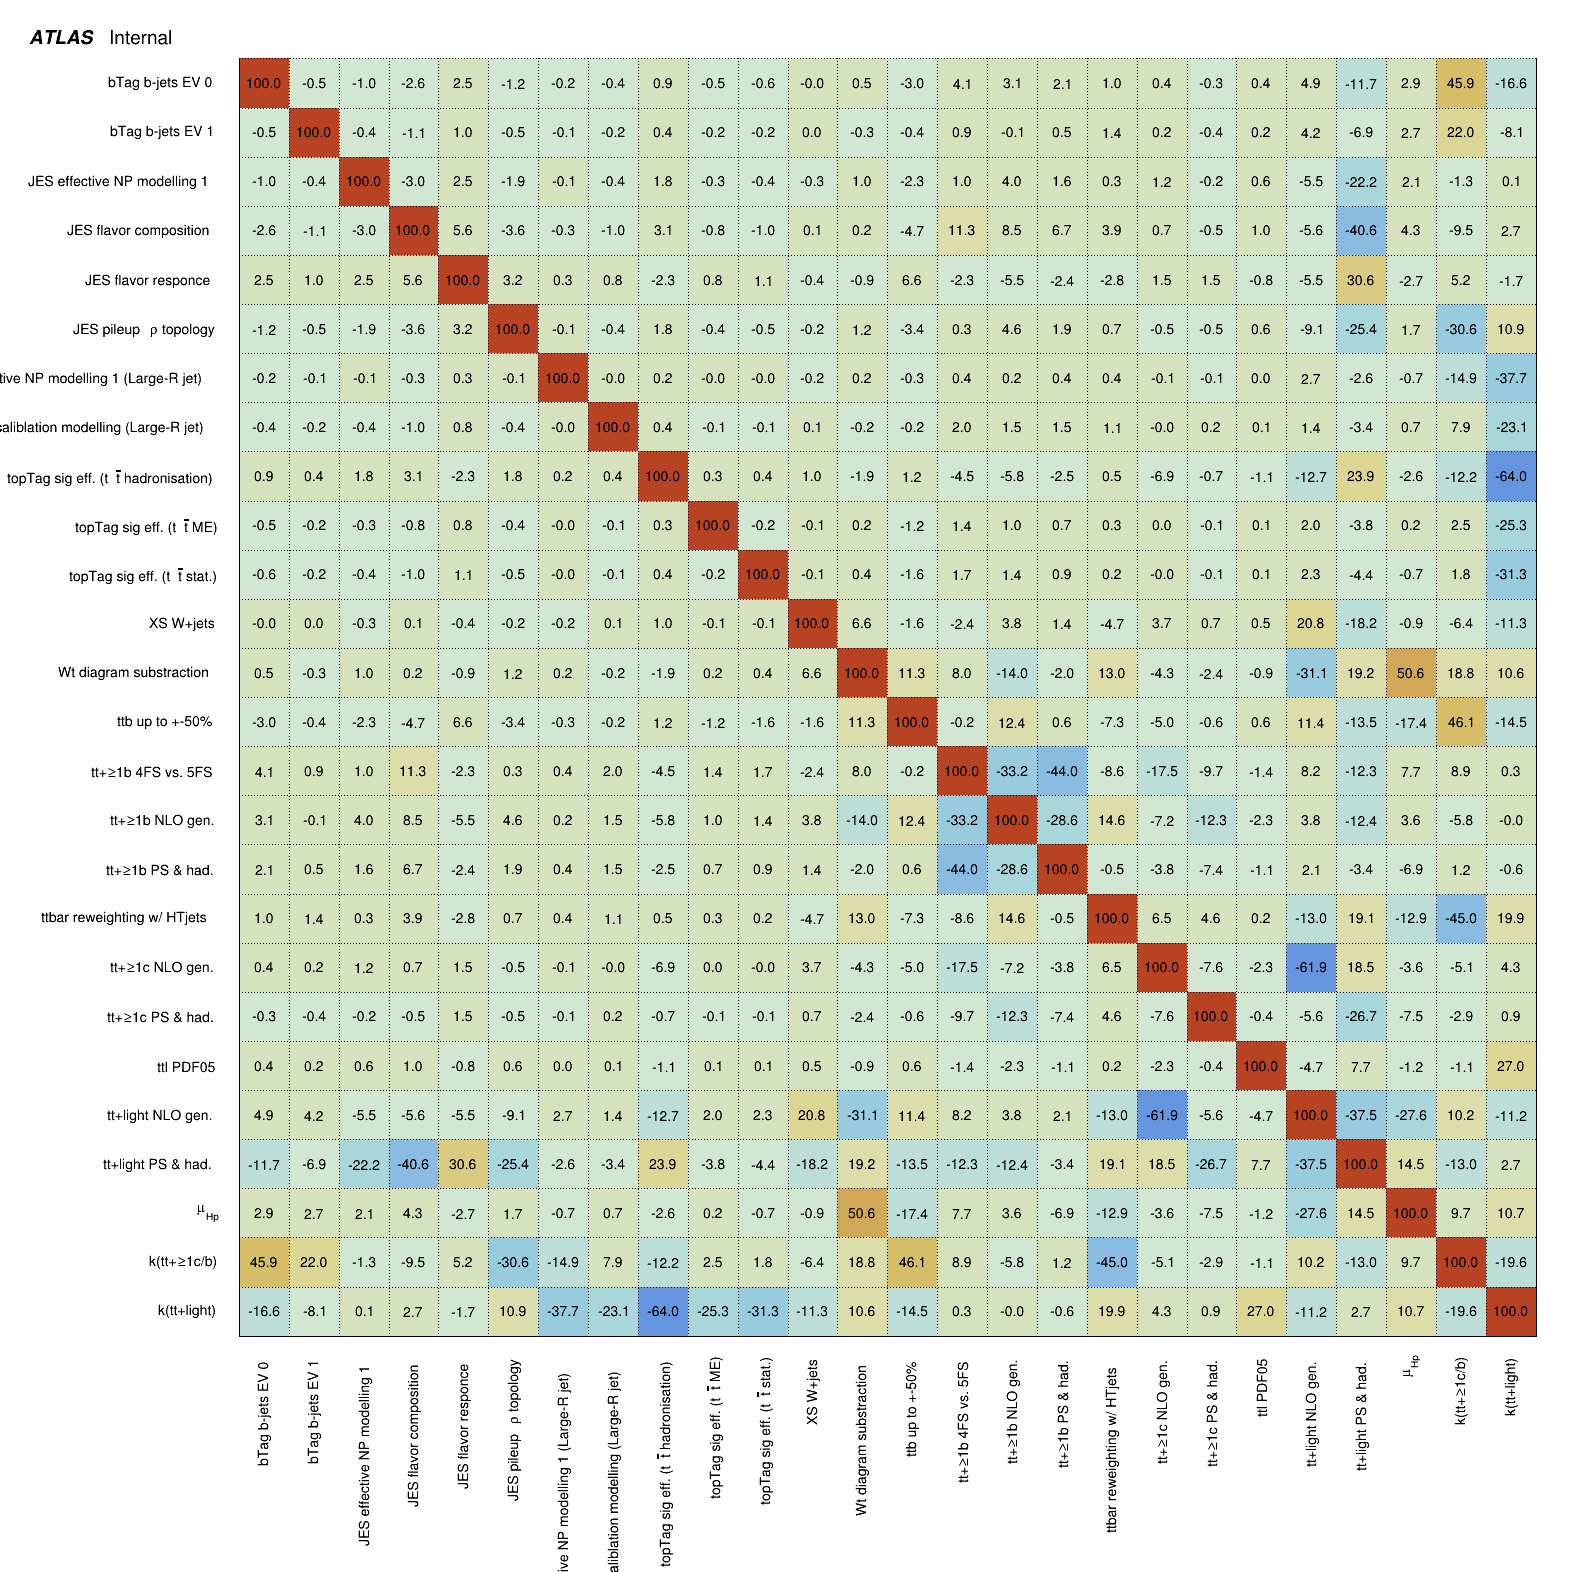 ATLAS Internal
bTag b-jets EV 0 100.0 -0.5 -1.0 -2.6 2.5 -1.2 -0.2 -0.4 0.9 -0.5 -0.6 -0.0 0.5 -3.0 4.1 3.1 2.1 1.0 0.4 -0.3 0.4 4.9 -11.7 2.9 45.9 -16.6
bTag b-jets EV 1 -0.5 100.0 -0.4 -1.1 1.0 -0.5 -0.1 -0.2 0.4 -0.2 -0.2 0.0 -0.3 -0.4 0.9 -0.1 0.5 1.4 0.2 -0.4 0.2 4.2 -6.9 2.7 22.0 -8.1
JES effective NP modelling 1 -1.0 -0.4 100.0 -3.0 2.5 -1.9 -0.1 -0.4 1.8 -0.3 -0.4 -0.3 1.0 -2.3 1.0 4.0 1.6 0.3 1.2 -0.2 0.6 -5.5 -22.2 2.1 -1.3 0.1
JES flavor composition -2.6 -1.1 -3.0 100.0 5.6 -3.6 -0.3 -1.0 3.1 -0.8 -1.0 0.1 0.2 -4.7 11.3 8.5 6.7 3.9 0.7 -0.5 1.0 -5.6 -40.6 4.3 -9.5 2.7
JES flavor responce 2.5 1.0 2.5 5.6 100.0 3.2 0.3 0.8 -2.3 0.8 1.1 -0.4 -0.9 6.6 -2.3 -5.5 -2.4 -2.8 1.5 1.5 -0.8 -5.5 30.6 -2.7 5.2 -1.7
JES pileup ρ topology -1.2 -0.5 -1.9 -3.6 3.2 100.0 -0.1 -0.4 1.8 -0.4 -0.5 -0.2 1.2 -3.4 0.3 4.6 1.9 0.7 -0.5 -0.5 0.6 -9.1 -25.4 1.7 -30.6 10.9
tive NP modelling 1 (Large-R jet) -0.2 -0.1 -0.1 -0.3 0.3 -0.1 100.0 -0.0 0.2 -0.0 -0.0 -0.2 0.2 -0.3 0.4 0.2 0.4 0.4 -0.1 -0.1 0.0 2.7 -2.6 -0.7 -14.9 -37.7
caliblation modelling (Large-R jet) -0.4 -0.2 -0.4 -1.0 0.8 -0.4 -0.0 100.0 0.4 -0.1 -0.1 0.1 -0.2 -0.2 2.0 1.5 1.5 1.1 -0.0 0.2 0.1 1.4 -3.4 0.7 7.9 -23.1
topTag sig eff. (t t̄ hadronisation) 0.9 0.4 1.8 3.1 -2.3 1.8 0.2 0.4 100.0 0.3 0.4 1.0 -1.9 1.2 -4.5 -5.8 -2.5 0.5 -6.9 -0.7 -1.1 -12.7 23.9 -2.6 -12.2 -64.0
topTag sig eff. (t t̄ ME) -0.5 -0.2 -0.3 -0.8 0.8 -0.4 -0.0 -0.1 0.3 100.0 -0.2 -0.1 0.2 -1.2 1.4 1.0 0.7 0.3 0.0 -0.1 0.1 2.0 -3.8 0.2 2.5 -25.3
topTag sig eff. (t t̄ stat.) -0.6 -0.2 -0.4 -1.0 1.1 -0.5 -0.0 -0.1 0.4 -0.2 100.0 -0.1 0.4 -1.6 1.7 1.4 0.9 0.2 -0.0 -0.1 0.1 2.3 -4.4 -0.7 1.8 -31.3
XS W+jets -0.0 0.0 -0.3 0.1 -0.4 -0.2 -0.2 0.1 1.0 -0.1 -0.1 100.0 6.6 -1.6 -2.4 3.8 1.4 -4.7 3.7 0.7 0.5 20.8 -18.2 -0.9 -6.4 -11.3
Wt diagram substraction 0.5 -0.3 1.0 0.2 -0.9 1.2 0.2 -0.2 -1.9 0.2 0.4 6.6 100.0 11.3 8.0 -14.0 -2.0 13.0 -4.3 -2.4 -0.9 -31.1 19.2 50.6 18.8 10.6
ttb up to +-50% -3.0 -0.4 -2.3 -4.7 6.6 -3.4 -0.3 -0.2 1.2 -1.2 -1.6 -1.6 11.3 100.0 -0.2 12.4 0.6 -7.3 -5.0 -0.6 0.6 11.4 -13.5 -17.4 46.1 -14.5
tt+≥1b 4FS vs. 5FS 4.1 0.9 1.0 11.3 -2.3 0.3 0.4 2.0 -4.5 1.4 1.7 -2.4 8.0 -0.2 100.0 -33.2 -44.0 -8.6 -17.5 -9.7 -1.4 8.2 -12.3 7.7 8.9 0.3
tt+≥1b NLO gen. 3.1 -0.1 4.0 8.5 -5.5 4.6 0.2 1.5 -5.8 1.0 1.4 3.8 -14.0 12.4 -33.2 100.0 -28.6 14.6 -7.2 -12.3 -2.3 3.8 -12.4 3.6 -5.8 -0.0
tt+≥1b PS & had. 2.1 0.5 1.6 6.7 -2.4 1.9 0.4 1.5 -2.5 0.7 0.9 1.4 -2.0 0.6 -44.0 -28.6 100.0 -0.5 -3.8 -7.4 -1.1 2.1 -3.4 -6.9 1.2 -0.6
ttbar reweighting w/ HTjets 1.0 1.4 0.3 3.9 -2.8 0.7 0.4 1.1 0.5 0.3 0.2 -4.7 13.0 -7.3 -8.6 14.6 -0.5 100.0 6.5 4.6 0.2 -13.0 19.1 -12.9 -45.0 19.9
tt+≥1c NLO gen. 0.4 0.2 1.2 0.7 1.5 -0.5 -0.1 -0.0 -6.9 0.0 -0.0 3.7 -4.3 -5.0 -17.5 -7.2 -3.8 6.5 100.0 -7.6 -2.3 -61.9 18.5 -3.6 -5.1 4.3
tt+≥1c PS & had. -0.3 -0.4 -0.2 -0.5 1.5 -0.5 -0.1 0.2 -0.7 -0.1 -0.1 0.7 -2.4 -0.6 -9.7 -12.3 -7.4 4.6 -7.6 100.0 -0.4 -5.6 -26.7 -7.5 -2.9 0.9
ttl PDF05 0.4 0.2 0.6 1.0 -0.8 0.6 0.0 0.1 -1.1 0.1 0.1 0.5 -0.9 0.6 -1.4 -2.3 -1.1 0.2 -2.3 -0.4 100.0 -4.7 7.7 -1.2 -1.1 27.0
tt+light NLO gen. 4.9 4.2 -5.5 -5.6 -5.5 -9.1 2.7 1.4 -12.7 2.0 2.3 20.8 -31.1 11.4 8.2 3.8 2.1 -13.0 -61.9 -5.6 -4.7 100.0 -37.5 -27.6 10.2 -11.2
tt+light PS & had. -11.7 -6.9 -22.2 -40.6 30.6 -25.4 -2.6 -3.4 23.9 -3.8 -4.4 -18.2 19.2 -13.5 -12.3 -12.4 -3.4 19.1 18.5 -26.7 7.7 -37.5 100.0 14.5 -13.0 2.7
μHp 2.9 2.7 2.1 4.3 -2.7 1.7 -0.7 0.7 -2.6 0.2 -0.7 -0.9 50.6 -17.4 7.7 3.6 -6.9 -12.9 -3.6 -7.5 -1.2 -27.6 14.5 100.0 9.7 10.7
k(tt+≥1c/b) 45.9 22.0 -1.3 -9.5 5.2 -30.6 -14.9 7.9 -12.2 2.5 1.8 -6.4 18.8 46.1 8.9 -5.8 1.2 -45.0 -5.1 -2.9 -1.1 10.2 -13.0 9.7 100.0 -19.6
k(tt+light) -16.6 -8.1 0.1 2.7 -1.7 10.9 -37.7 -23.1 -64.0 -25.3 -31.3 -11.3 10.6 -14.5 0.3 -0.0 -0.6 19.9 4.3 0.9 27.0 -11.2 2.7 10.7 -19.6 100.0
bTag b-jets EV 0
bTag b-jets EV 1
JES effective NP modelling 1
JES flavor composition
JES flavor responce
JES pileup ρ topology
ive NP modelling 1 (Large-R jet)
aliblation modelling (Large-R jet)
topTag sig eff. (t t̄ hadronisation)
topTag sig eff. (t t̄ ME)
topTag sig eff. (t t̄ stat.)
XS W+jets
Wt diagram substraction
ttb up to +-50%
tt+≥1b 4FS vs. 5FS
tt+≥1b NLO gen.
tt+≥1b PS & had.
ttbar reweighting w/ HTjets
tt+≥1c NLO gen.
tt+≥1c PS & had.
ttl PDF05
tt+light NLO gen.
tt+light PS & had.
μHp
k(tt+≥1c/b)
k(tt+light)